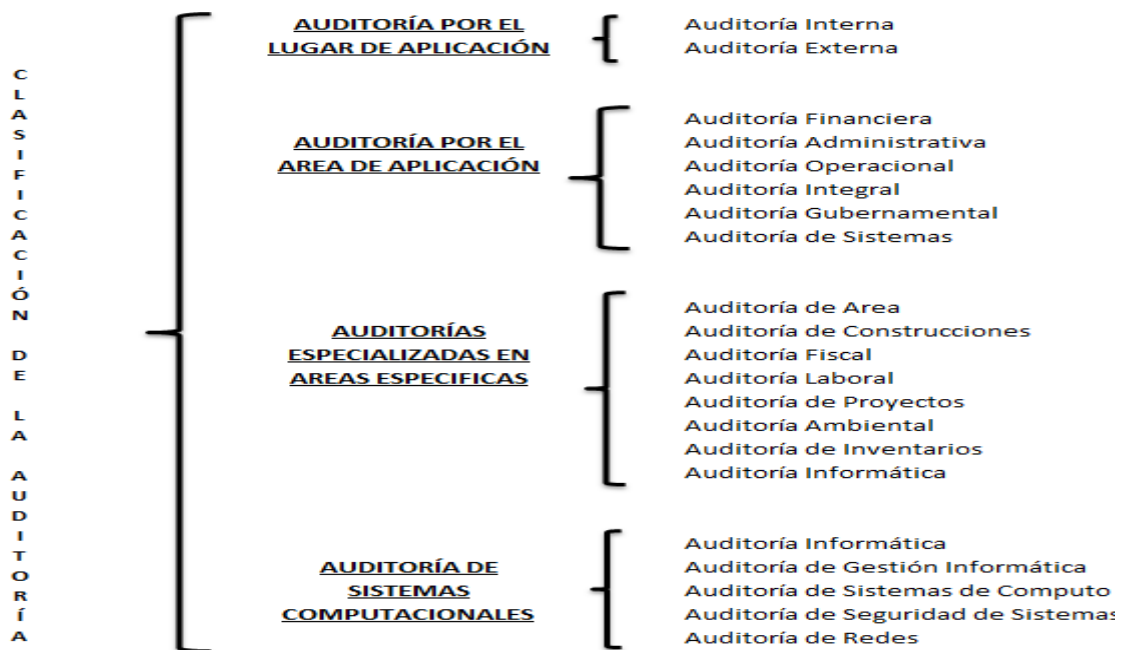 CLASIFICACIÓN DE LA AUDITORÍA
AUDITORÍA POR EL
LUGAR DE APLICACIÓN
Auditoría Interna
Auditoría Externa
AUDITORÍA POR EL
AREA DE APLICACIÓN
Auditoría Financiera
Auditoría Administrativa
Auditoría Operacional
Auditoría Integral
Auditoría Gubernamental
Auditoría de Sistemas
AUDITORÍAS
ESPECIALIZADAS EN
AREAS ESPECIFICAS
Auditoría de Area
Auditoría de Construcciones
Auditoría Fiscal
Auditoría Laboral
Auditoría de Proyectos
Auditoría Ambiental
Auditoría de Inventarios
Auditoría Informática
AUDITORÍA DE
SISTEMAS
COMPUTACIONALES
Auditoría Informática
Auditoría de Gestión Informática
Auditoría de Sistemas de Computo
Auditoría de Seguridad de Sistemas
Auditoría de Redes